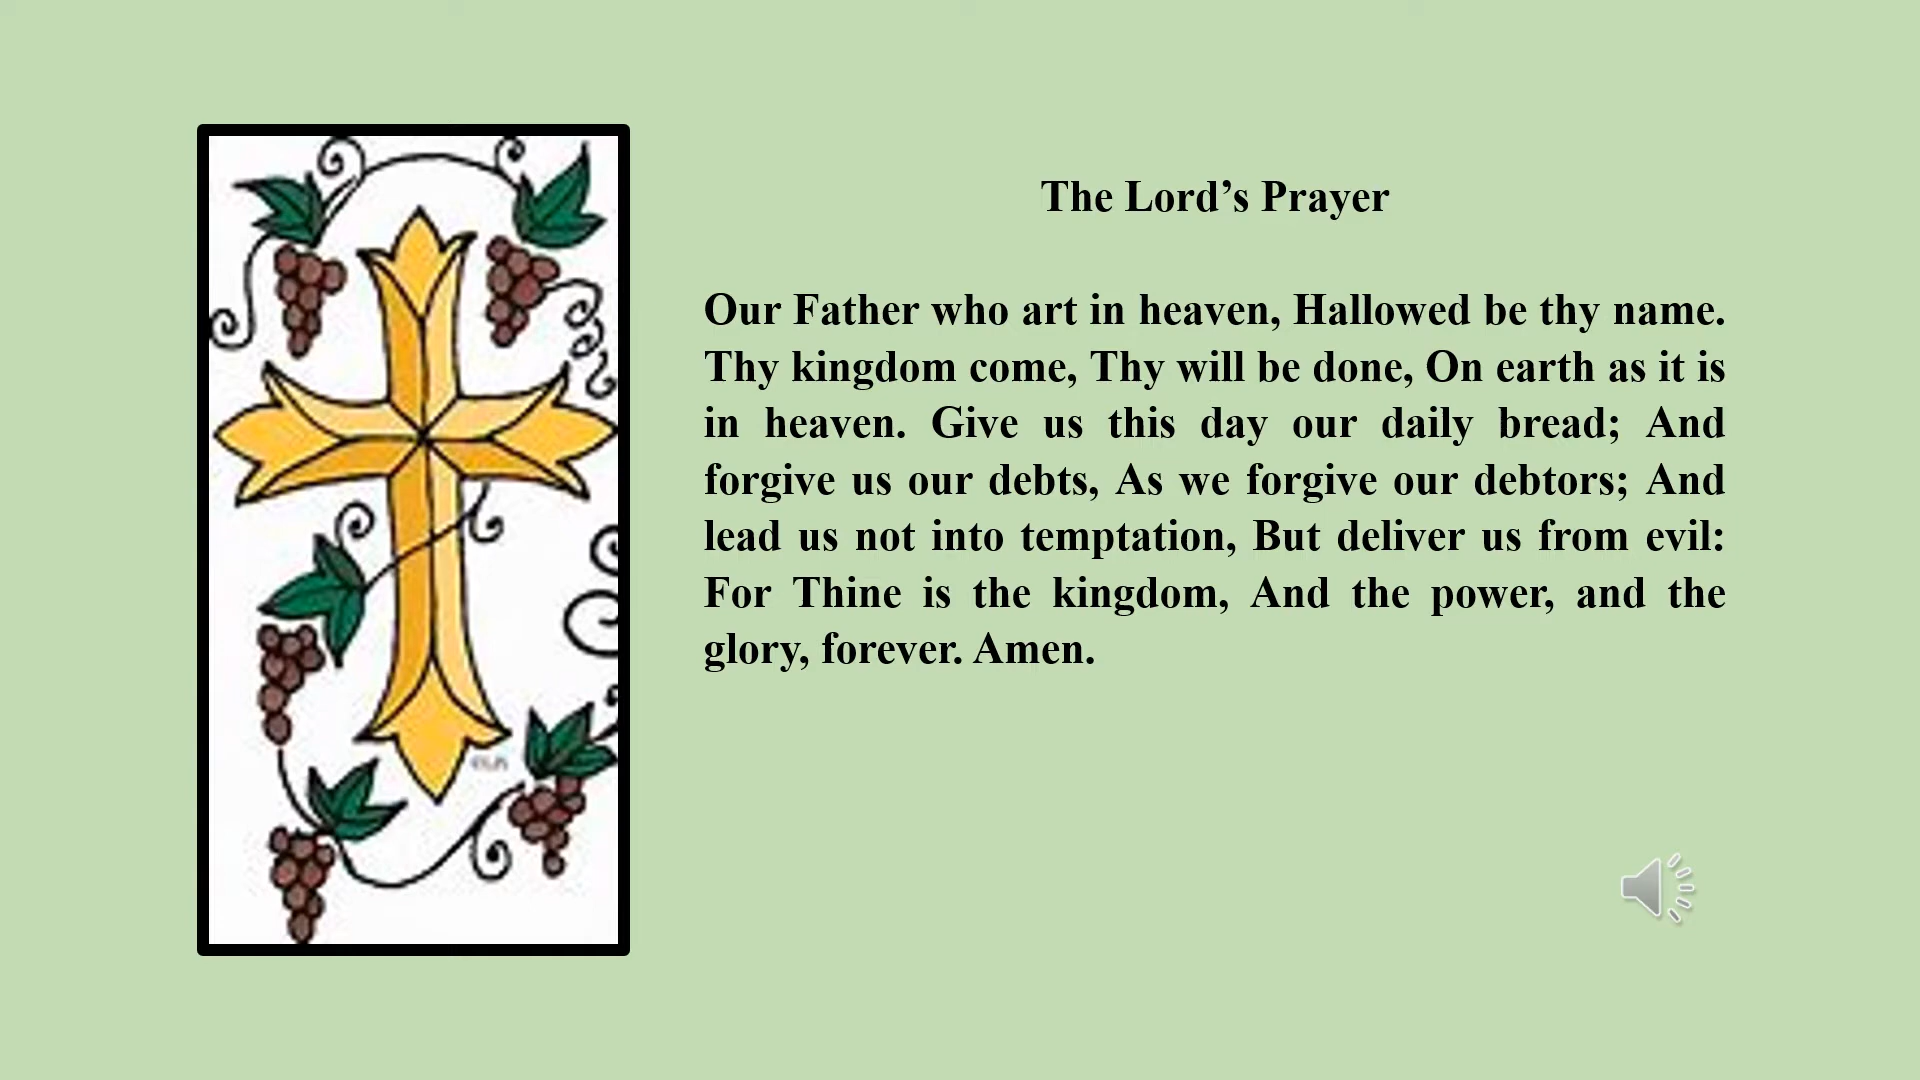 The Lord’s Prayer
Our Father who art in heaven, Hallowed be thy name.
Thy kingdom come, Thy will be done, On earth as it is
in heaven. Give us this day our daily bread; And
forgive us our debts, As we forgive our debtors; And
lead us not into temptation, But deliver us from evil:
For Thine is the kingdom, And the power, and the
glory, forever. Amen.